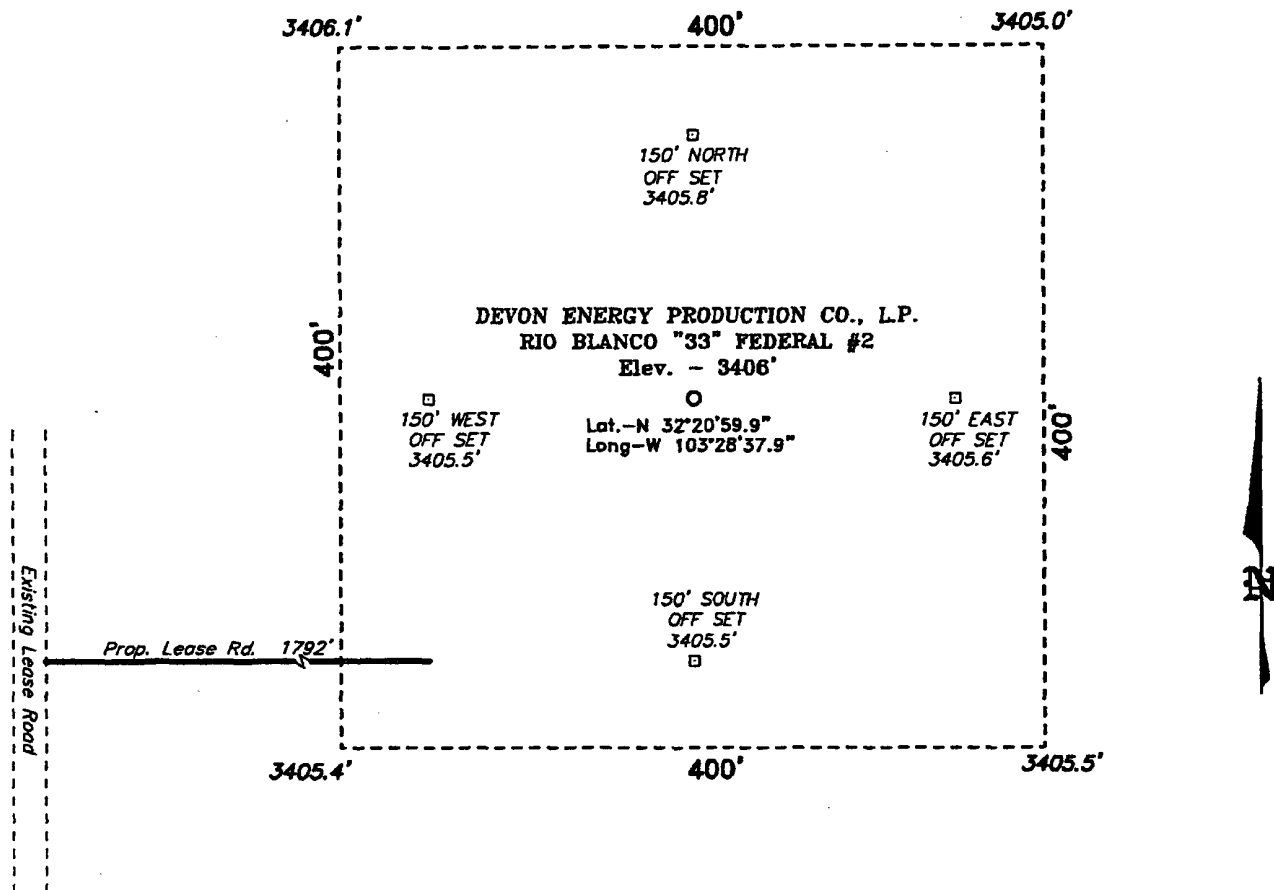 3406.1'
400'
3405.0'
150' NORTH
OFF SET
3405.8'
DEVON ENERGY PRODUCTION CO., L.P.
RIO BLANCO "33" FEDERAL #2
Elev. - 3406'
400'
150' WEST
OFF SET
3405.5'
Lat.-N 32°20'59.9"
Long-W 103°28'37.9"
150' EAST
OFF SET
3405.6'
400'
150' SOUTH
OFF SET
3405.5'
Existing Lease Road
Prop. Lease Rd. 1792'
N
3405.4'
400'
3405.5'